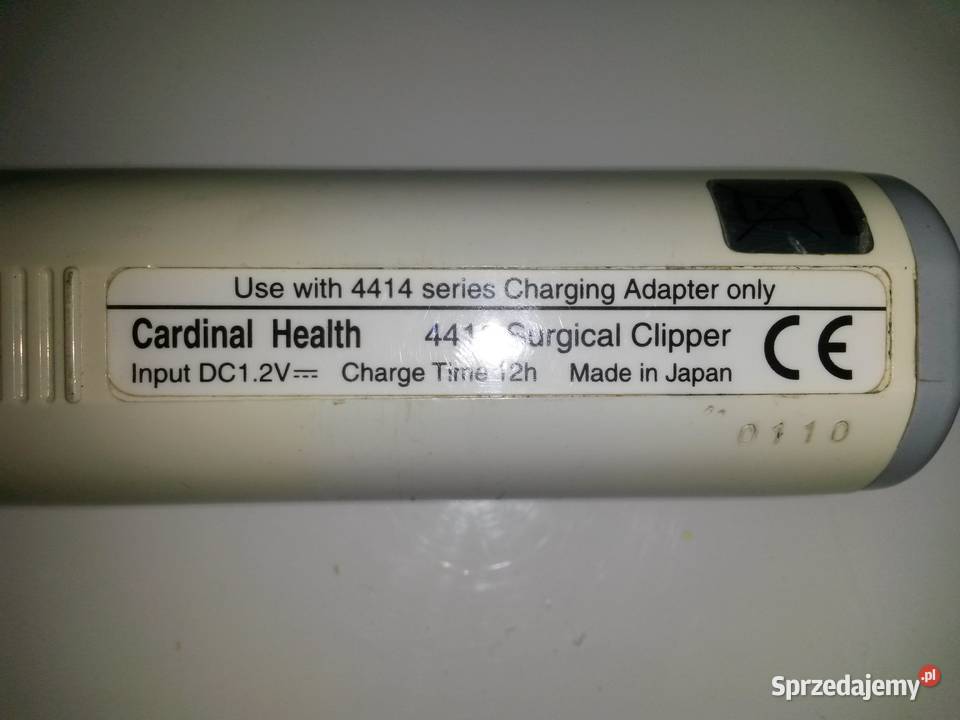 Use with 4414 series Charging Adapter only
Cardinal Health Surgical Clipper CE
Input DC1.2V Charge Time 12h Made in Japan
0110
Sprzedajemy.pl